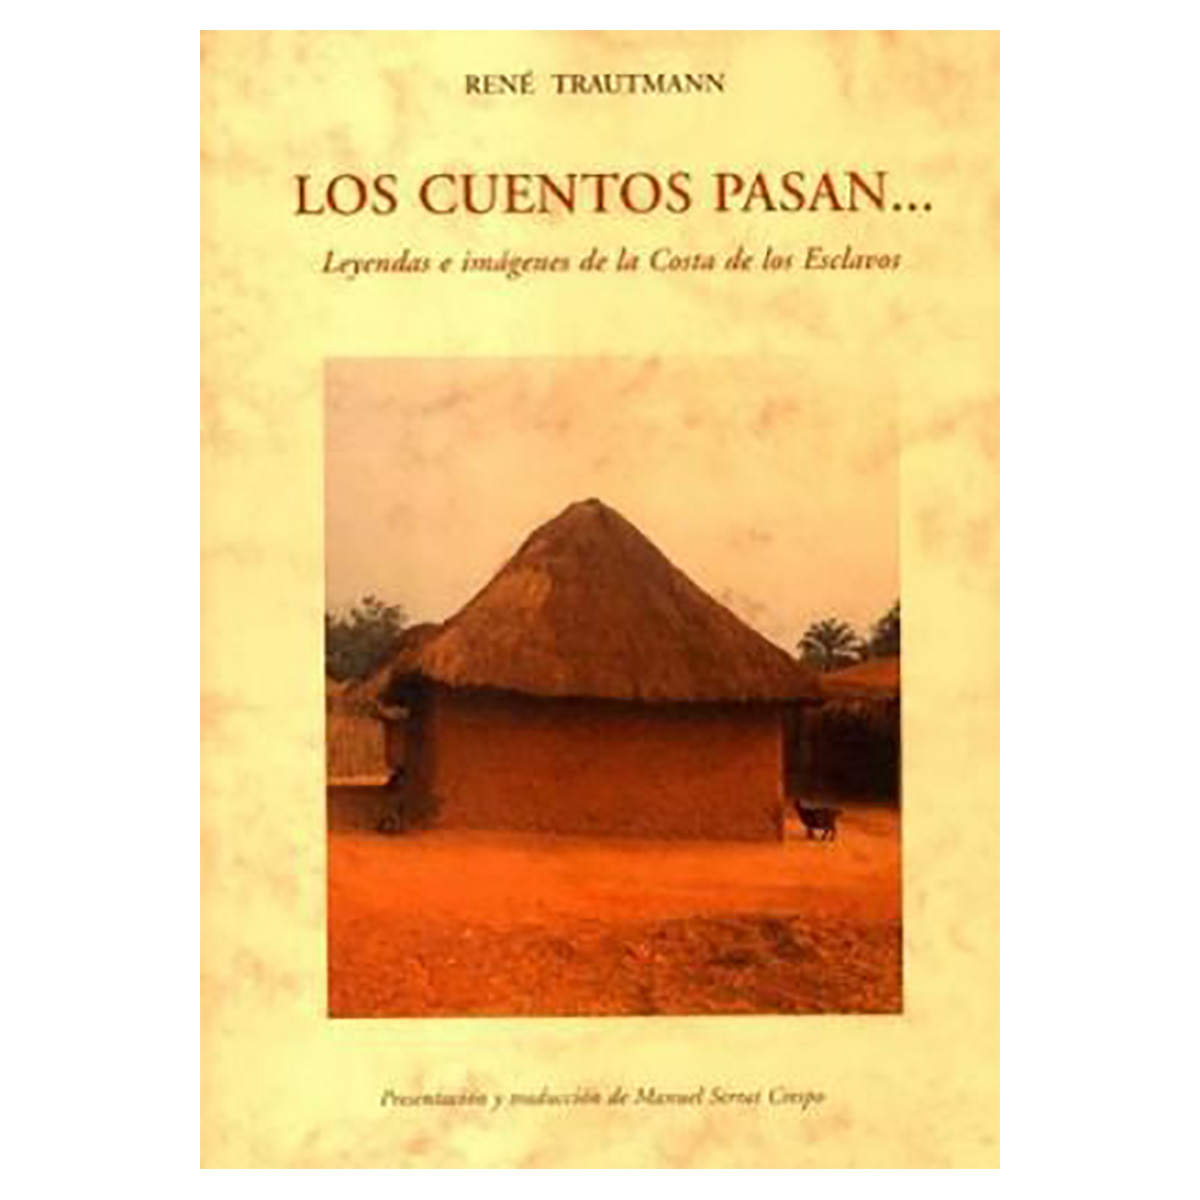 RENÉ TRAUTMANN
LOS CUENTOS PASAN...
Leyendas e imágenes de la Costa de los Esclavos
Presentación y traducción de Manuel Serrat Crespo